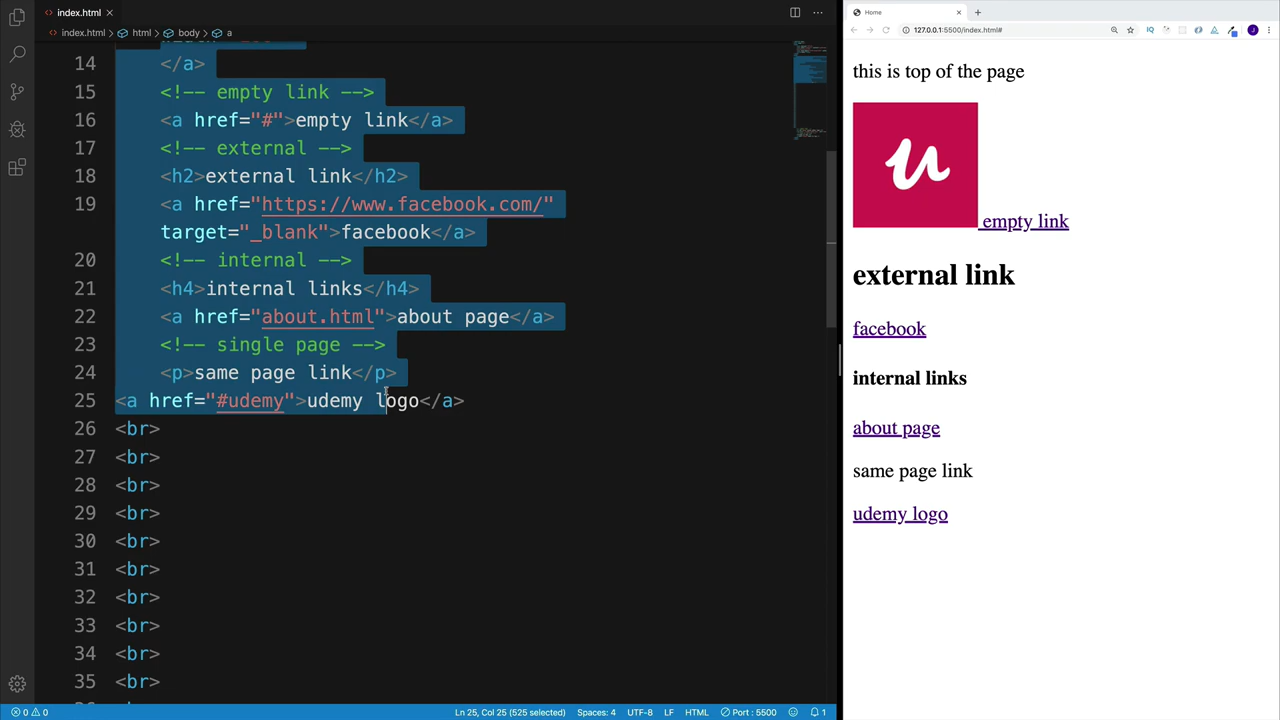 index.html
index.html html body a
14 </a>
15 <!-- empty link -->
16 <a href="#">empty link</a>
17 <!-- external -->
18 <h2>external link</h2>
19 <a href="https://www.facebook.com/"
target="_blank">facebook</a>
20 <!-- internal -->
21 <h4>internal links</h4>
22 <a href="about.html">about page</a>
23 <!-- single page -->
24 <p>same page link</p>
25 <a href="#udemy">udemy logo</a>
26 <br>
27 <br>
28 <br>
29 <br>
30 <br>
31 <br>
32 <br>
33 <br>
34 <br>
35 <br>
0 0 Ln 25, Col 25 (525 selected) Spaces: 4 UTF-8 LF HTML Port : 5500 1
Home
127.0.0.1:5500/index.html#
this is top of the page
u
empty link
external link
facebook
internal links
about page
same page link
udemy logo